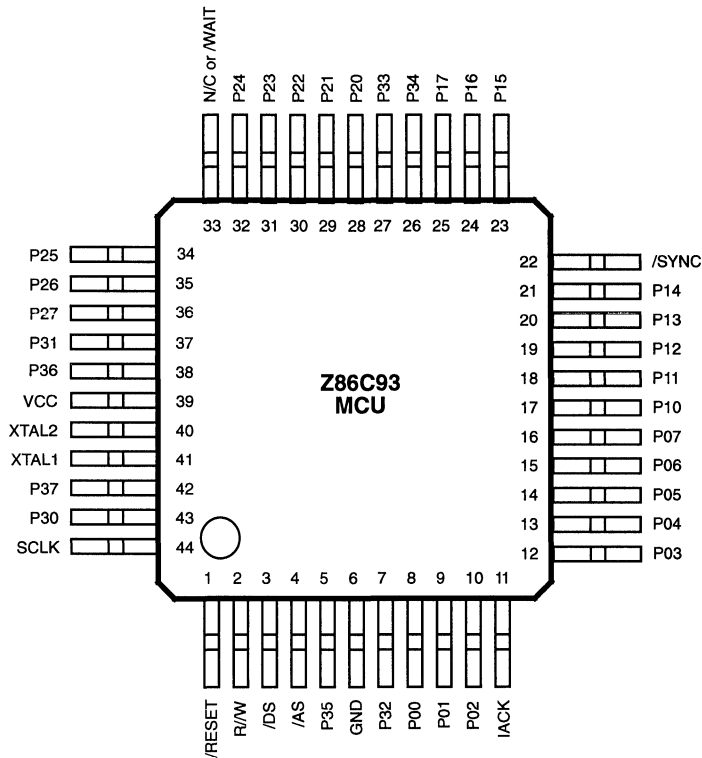 N/C or /WAIT
P24
P23
P22
P21
P20
P33
P34
P17
P16
P15
33 32 31 30 29 28 27 26 25 24 23
P25 34
P26 35
P27 36
P31 37
P36 38
VCC 39
XTAL2 40
XTAL1 41
P37 42
P30 43
SCLK 44
Z86C93
MCU
22 /SYNC
21 P14
20 P13
19 P12
18 P11
17 P10
16 P07
15 P06
14 P05
13 P04
12 P03
1 2 3 4 5 6 7 8 9 10 11
/RESET
R//W
/DS
/AS
P35
GND
P32
P00
P01
P02
IACK